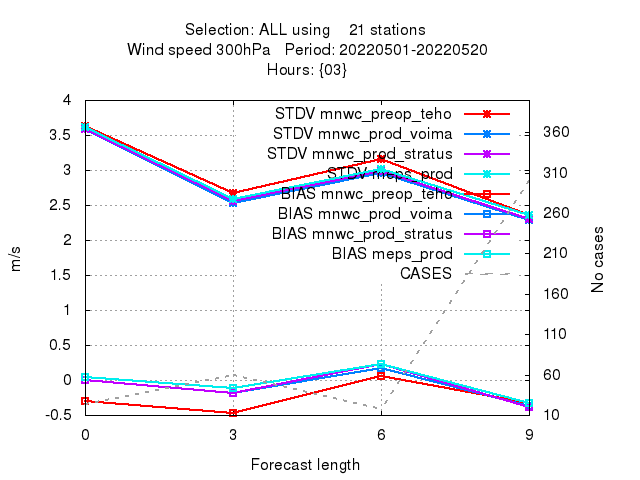 Selection: ALL using 21 stations
Wind speed 300hPa Period: 20220501-20220520
Hours: {03}
4
3.5
3
2.5
2
1.5
1
0.5
0
-0.5
m/s
STDV mnwc_preop_teho
STDV mnwc_prod_voima
STDV mnwc_prod_stratus
STDV meps_prod
BIAS mnwc_preop_teho
BIAS mnwc_prod_voima
BIAS mnwc_prod_stratus
BIAS meps_prod
CASES
360
310
260
210
160
110
60
10
No cases
0 3 6 9
Forecast length